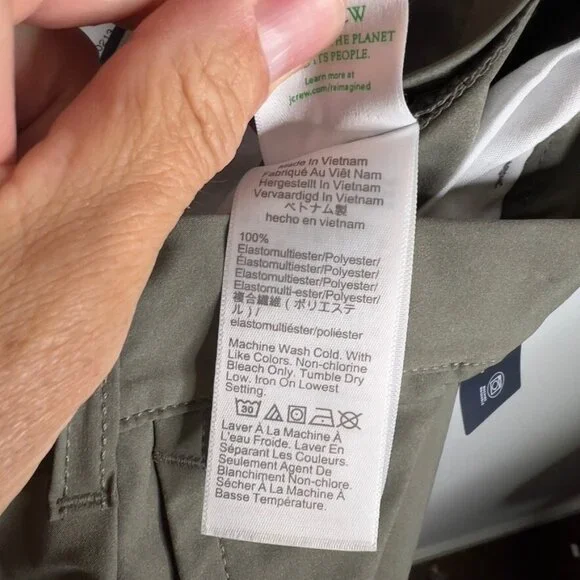 EW
THE PLANET
ITS PEOPLE.
Learn more at
jcrew.com/reimagined
Made In Vietnam
Fabriqué Au Viêt Nam
Hergestellt In Vietnam
Vervaardigd In Vietnam
ベトナム製
hecho en vietnam
100%
Elastomultiester/Polyester/
Élastomultiester/Polyester/
Elastomultiester/Polyester/
Elastomulti-ester/Polyester/
複合繊維(ポリエステ
ル)/
elastomultiéster/poliéster
Machine Wash Cold. With
Like Colors. Non-chlorine
Bleach Only. Tumble Dry
Low. Iron On Lowest
Setting.
30
Laver À La Machine À
L'eau Froide. Laver En
Séparant Les Couleurs.
Seulement Agent De
Blanchiment Non-chlore.
Sécher À La Machine À
Basse Température.